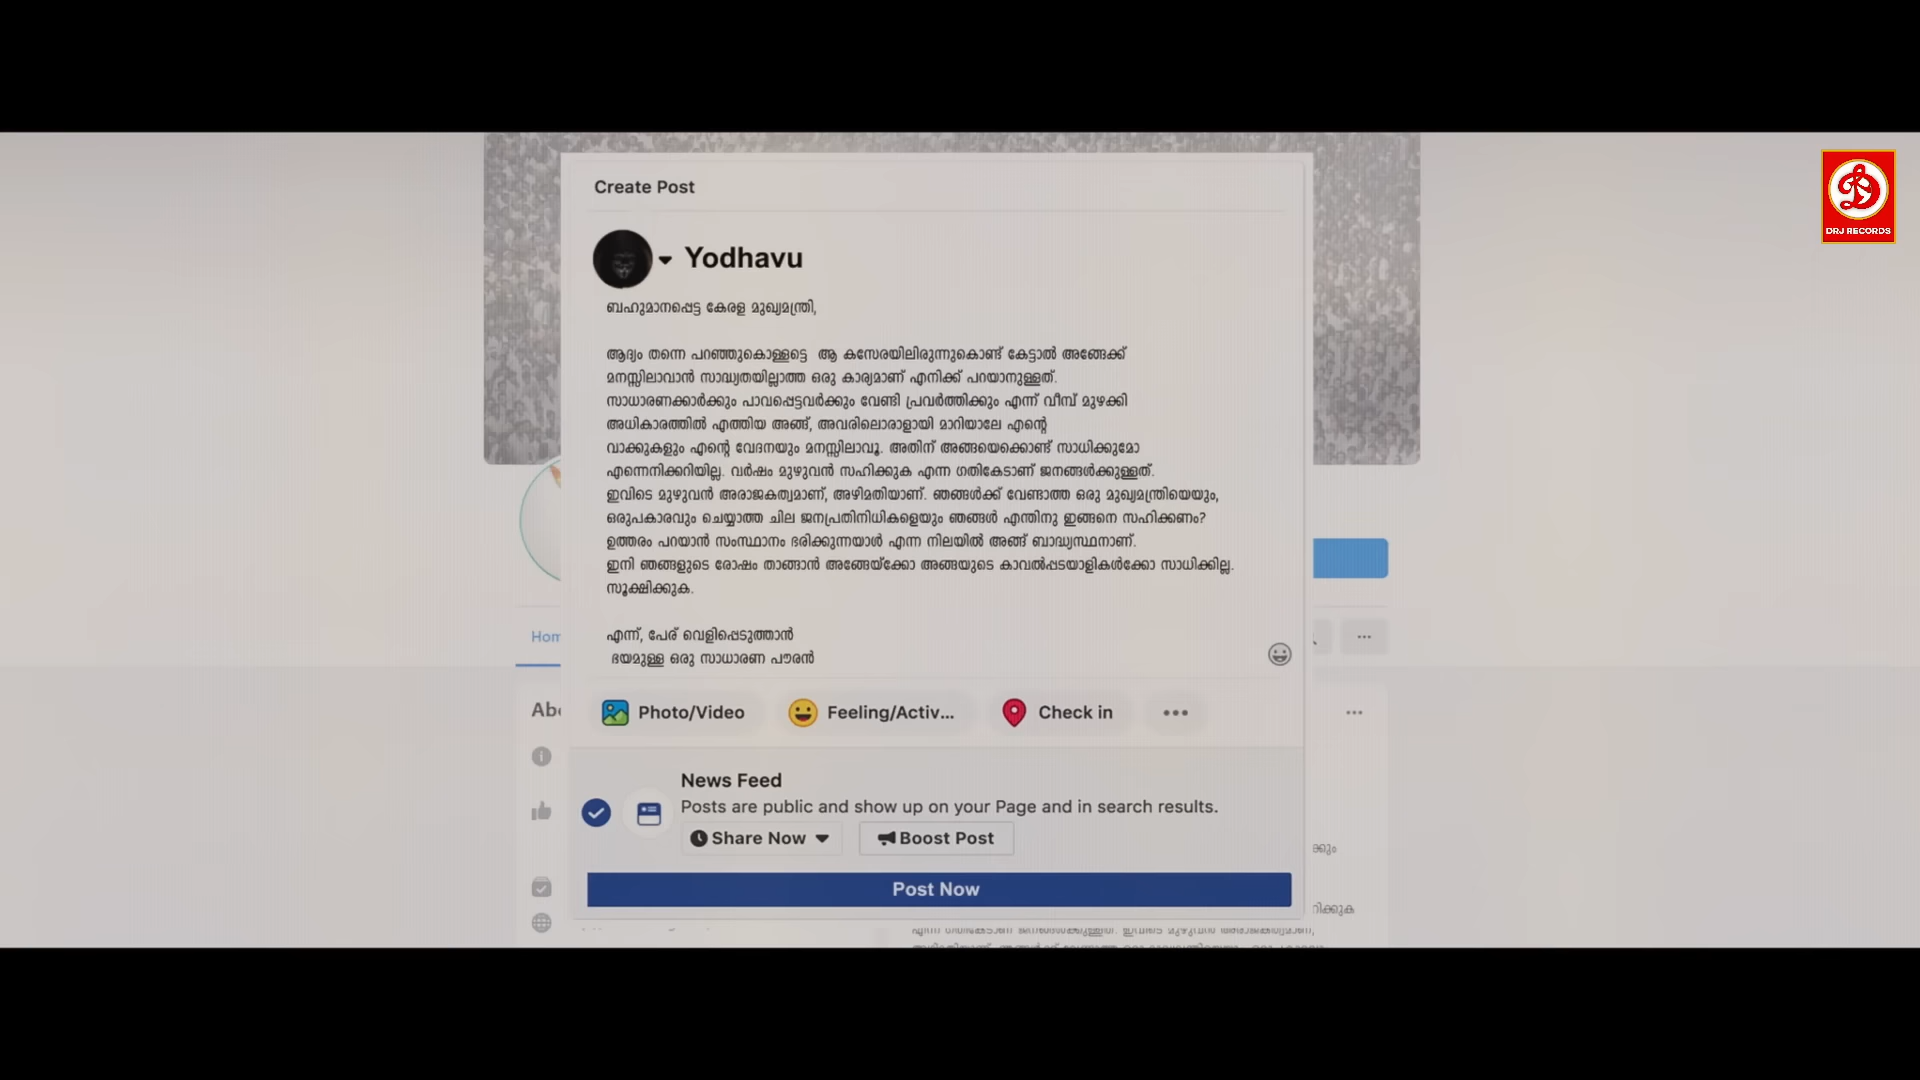 Create Post
Yodhavu
ബഹുമാനപ്പെട്ട കേരള മുഖ്യമന്ത്രി,
ആദ്യം തന്നെ പറഞ്ഞുകൊള്ളട്ടെ ആ കസേരയിലിരുന്നുകൊണ്ട് കേട്ടാൽ അങ്ങേക്ക്
മനസ്സിലാവാൻ സാദ്ധ്യതയില്ലാത്ത ഒരു കാര്യമാണ് എനിക്ക് പറയാനുള്ളത്.
സാധാരണക്കാർക്കും പാവപ്പെട്ടവർക്കും വേണ്ടി പ്രവർത്തിക്കും എന്ന് വീമ്പ് മുഴക്കി
അധികാരത്തിൽ എത്തിയ അങ്ങ്, അവരിലൊരാളായി മാറിയാലേ എന്റെ
വാക്കുകളും എന്റെ വേദനയും മനസ്സിലാവൂ. അതിന് അങ്ങയെക്കൊണ്ട് സാധിക്കുമോ
എന്നെനിക്കറിയില്ല. വർഷം മുഴുവൻ സഹിക്കുക എന്ന ഗതികേടാണ് ജനങ്ങൾക്കുള്ളത്.
ഇവിടെ മുഴുവൻ അരാജകത്വമാണ്, അഴിമതിയാണ്. ഞങ്ങൾക്ക് വേണ്ടാത്ത ഒരു മുഖ്യമന്ത്രിയെയും,
ഒരുപകാരവും ചെയ്യാത്ത ചില ജനപ്രതിനിധികളെയും ഞങ്ങൾ എന്തിനു ഇങ്ങനെ സഹിക്കണം?
ഉത്തരം പറയാൻ സംസ്ഥാനം ഭരിക്കുന്നയാൾ എന്ന നിലയിൽ അങ്ങ് ബാദ്ധ്യസ്ഥനാണ്.
ഇനി ഞങ്ങളുടെ രോഷം താങ്ങാൻ അങ്ങേയ്ക്കോ അങ്ങയുടെ കാവൽപ്പടയാളികൾക്കോ സാധിക്കില്ല.
സൂക്ഷിക്കുക.
എന്ന്, പേര് വെളിപ്പെടുത്താൻ
ഭയമുള്ള ഒരു സാധാരണ പൗരൻ
Photo/Video Feeling/Activ... Check in
News Feed
Posts are public and show up on your Page and in search results.
Share Now Boost Post
Post Now
DRJ RECORDS